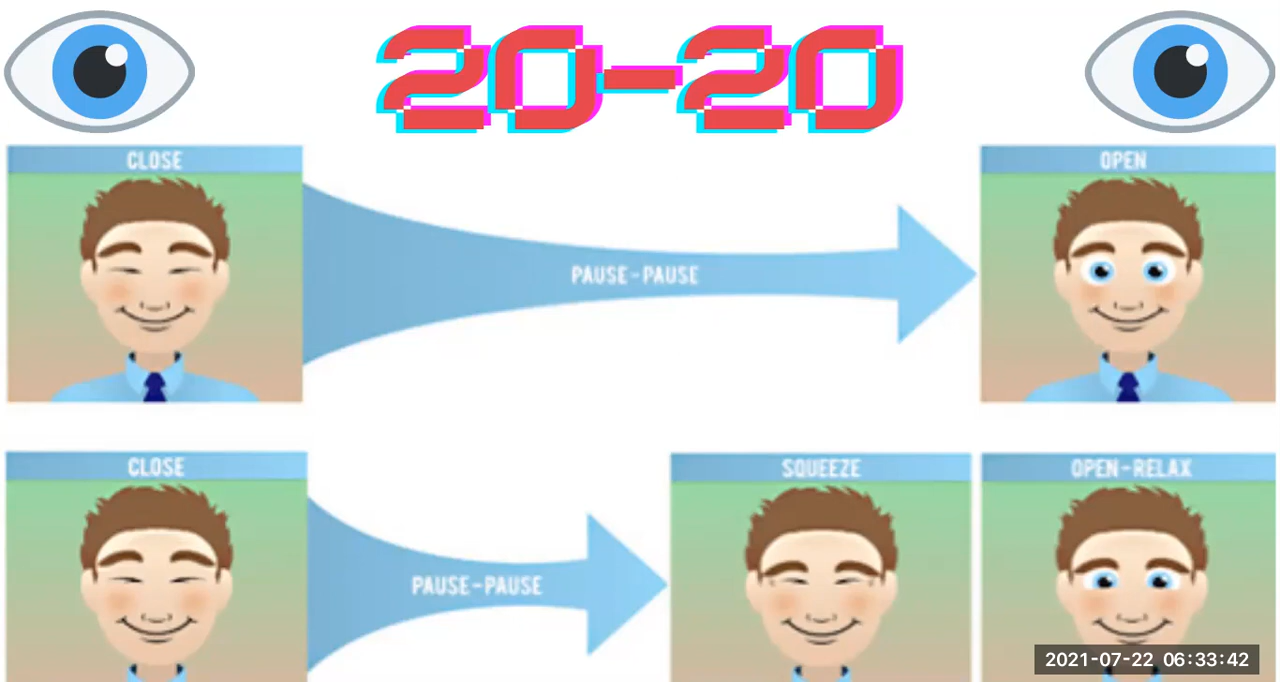 20-20
CLOSE
OPEN
PAUSE-PAUSE
CLOSE
SQUEEZE
OPEN-RELAX
PAUSE-PAUSE
2021-07-22 06:33:42